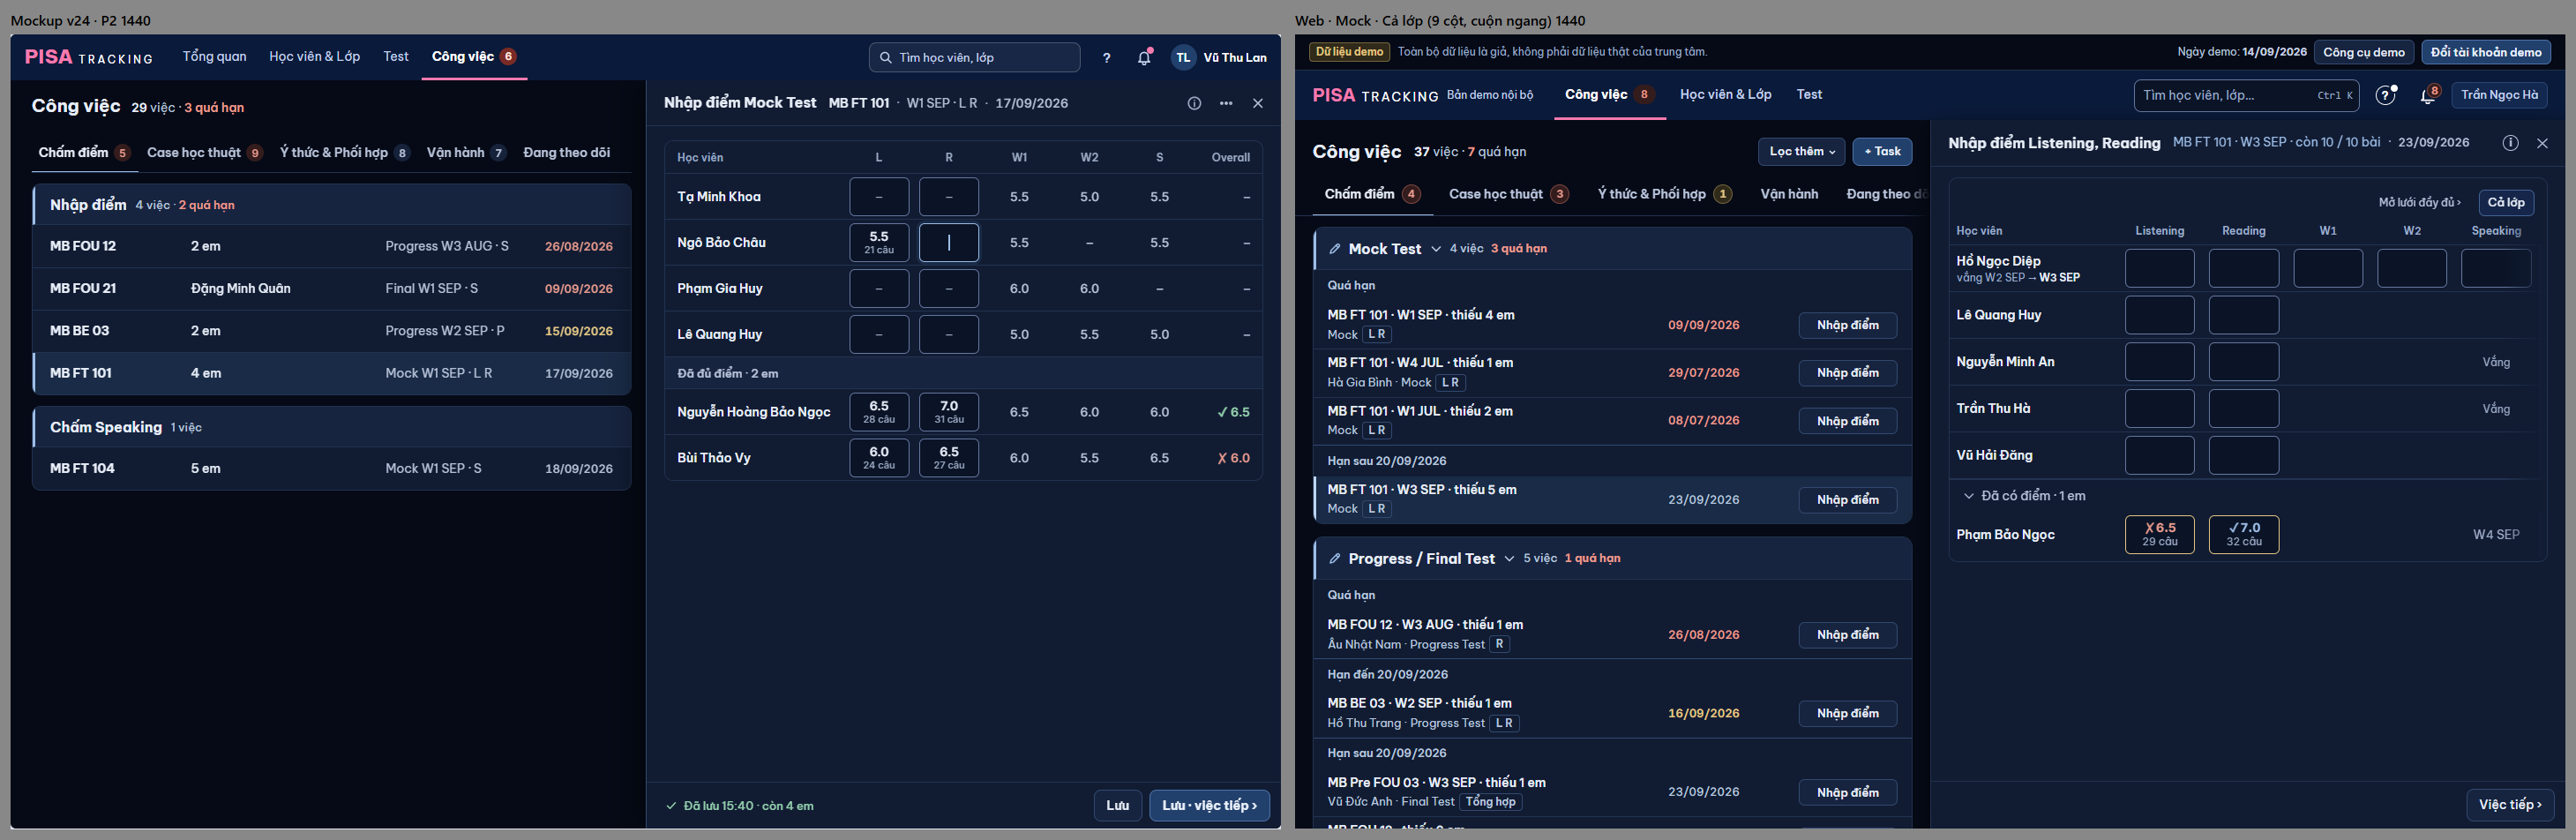 Mockup v24 · P2 1440
PISA TRACKING Tổng quan Học viên & Lớp Test Công việc 6 Tìm học viên, lớp ? TL Vũ Thu Lan
Công việc 29 việc · 3 quá hạn
Chấm điểm 5 Case học thuật 9 Ý thức & Phối hợp 8 Vận hành 7 Đang theo dõi
Nhập điểm 4 việc · 2 quá hạn
MB FOU 12 2 em Progress W3 AUG · S 26/08/2026
MB FOU 21 Đặng Minh Quân Final W1 SEP · S 09/09/2026
MB BE 03 2 em Progress W2 SEP · P 15/09/2026
MB FT 101 4 em Mock W1 SEP · L R 17/09/2026
Chấm Speaking 1 việc
MB FT 104 5 em Mock W1 SEP · S 18/09/2026
Nhập điểm Mock Test MB FT 101 · W1 SEP · L R · 17/09/2026
Học viên L R W1 W2 S Overall
Tạ Minh Khoa – – 5.5 5.0 5.5 –
Ngô Bảo Châu 5.5 21 câu 5.5 – 5.5 –
Phạm Gia Huy – – 6.0 6.0 – –
Lê Quang Huy – – 5.0 5.5 5.0 –
Đã đủ điểm · 2 em
Nguyễn Hoàng Bảo Ngọc 6.5 28 câu 7.0 31 câu 6.5 6.0 6.0 ✓ 6.5
Bùi Thảo Vy 6.0 24 câu 6.5 27 câu 6.0 5.5 6.5 ✗ 6.0
✓ Đã lưu 15:40 · còn 4 em Lưu Lưu · việc tiếp ›
Web · Mock · Cả lớp (9 cột, cuộn ngang) 1440
Dữ liệu demo Toàn bộ dữ liệu là giả, không phải dữ liệu thật của trung tâm. Ngày demo: 14/09/2026 Công cụ demo Đổi tài khoản demo
PISA TRACKING Bản demo nội bộ Công việc 8 Học viên & Lớp Test Tìm học viên, lớp... Ctrl K ? 8 Trần Ngọc Hà
Công việc 37 việc · 7 quá hạn Lọc thêm + Task
Chấm điểm 4 Case học thuật 3 Ý thức & Phối hợp 1 Vận hành Đang theo dõ
Mock Test 4 việc 3 quá hạn
Quá hạn
MB FT 101 · W1 SEP · thiếu 4 em
Mock L R 09/09/2026 Nhập điểm
MB FT 101 · W4 JUL · thiếu 1 em
Hà Gia Bình · Mock L R 29/07/2026 Nhập điểm
MB FT 101 · W1 JUL · thiếu 2 em
Mock L R 08/07/2026 Nhập điểm
Hạn sau 20/09/2026
MB FT 101 · W3 SEP · thiếu 5 em
Mock L R 23/09/2026 Nhập điểm
Progress / Final Test 5 việc 1 quá hạn
Quá hạn
MB FOU 12 · W3 AUG · thiếu 1 em
Âu Nhật Nam · Progress Test R 26/08/2026 Nhập điểm
Hạn đến 20/09/2026
MB BE 03 · W2 SEP · thiếu 1 em
Hồ Thu Trang · Progress Test L R 16/09/2026 Nhập điểm
Hạn sau 20/09/2026
MB Pre FOU 03 · W3 SEP · thiếu 1 em
Vũ Đức Anh · Final Test Tổng hợp 23/09/2026 Nhập điểm
Nhập điểm Listening, Reading MB FT 101 · W3 SEP · còn 10 / 10 bài · 23/09/2026
Mở lưới đầy đủ › Cả lớp
Học viên Listening Reading W1 W2 Speaking
Hồ Ngọc Diệp
vắng W2 SEP → W3 SEP
Lê Quang Huy
Nguyễn Minh An Vắng
Trần Thu Hà Vắng
Vũ Hải Đăng
Đã có điểm · 1 em
Phạm Bảo Ngọc ✗ 6.5 29 câu ✓ 7.0 32 câu W4 SEP
Việc tiếp ›